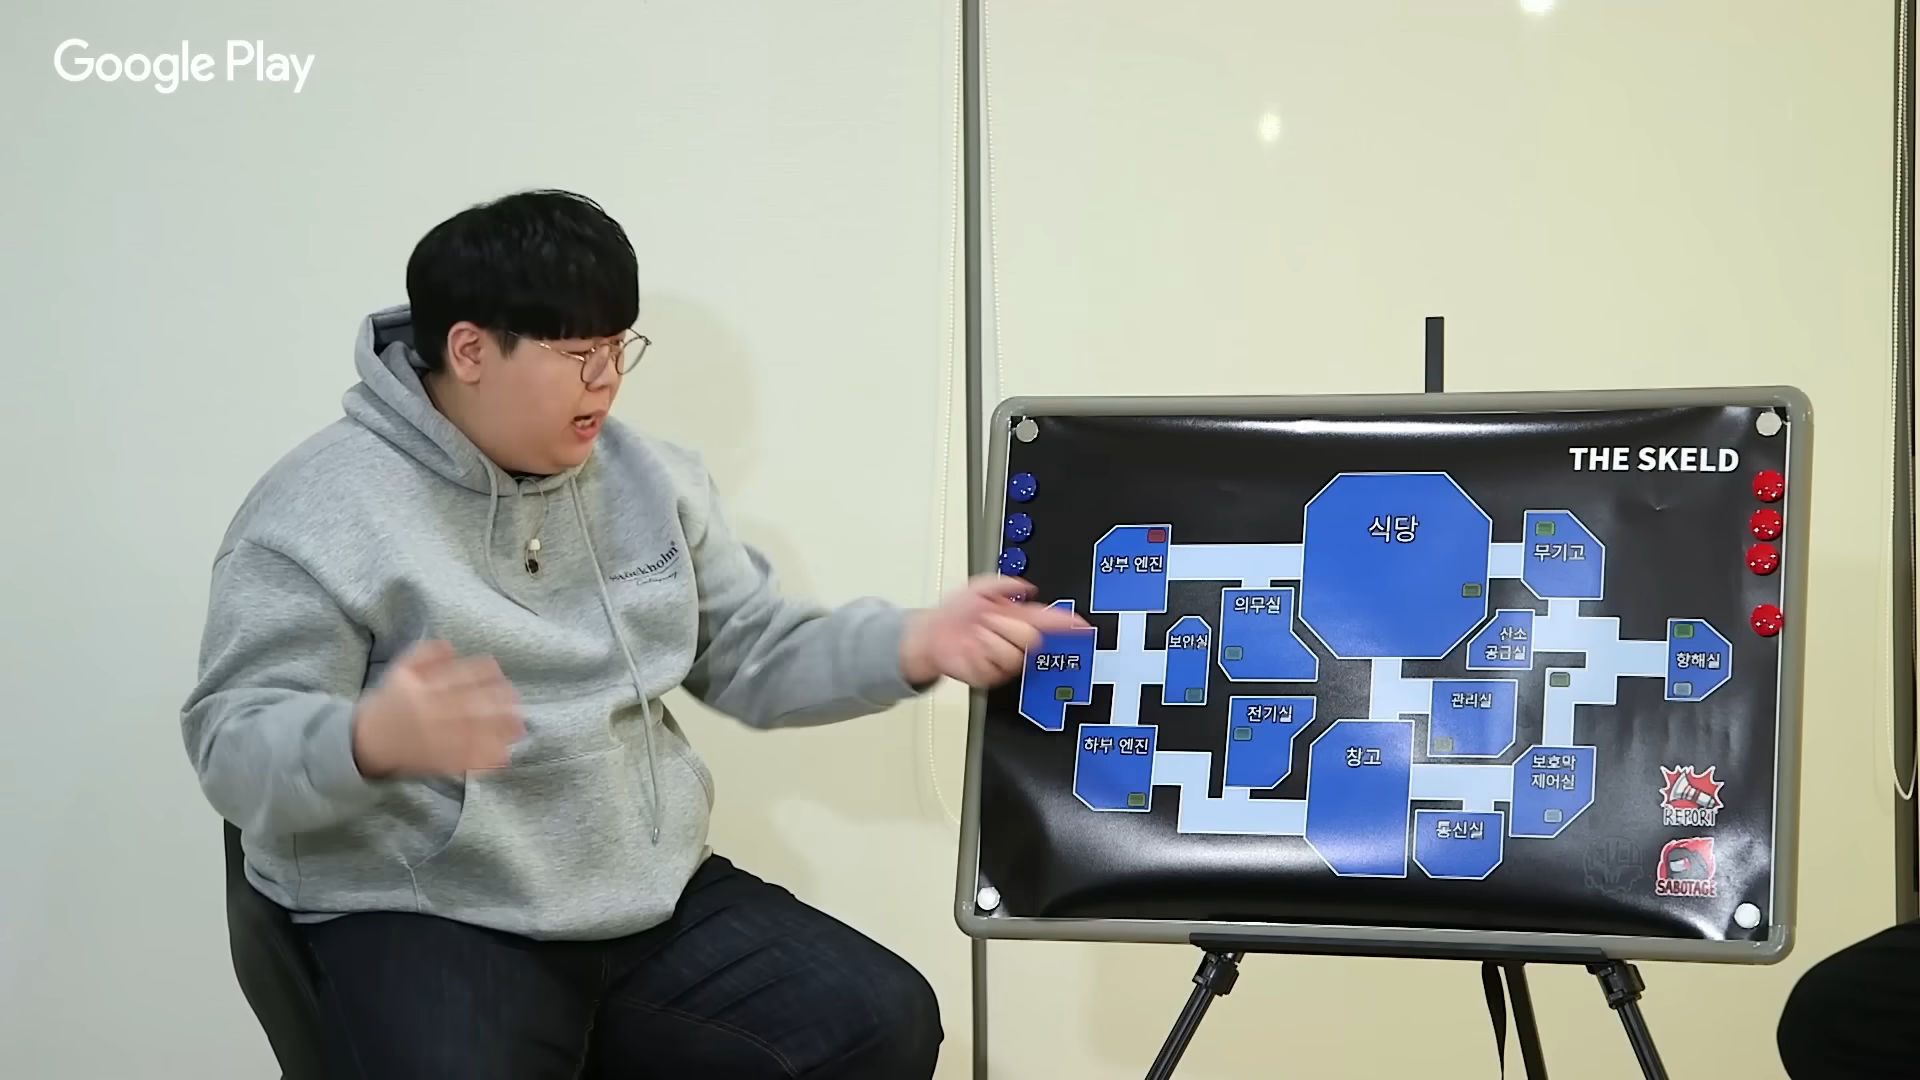 Google Play
THE SKELD
식당
상부 엔진
무기고
의무실
보안실
산소
공급실
원자로
항해실
관리실
전기실
하부 엔진
창고
보호막
제어실
통신실
REPORT
SABOTAGE
Stockholm